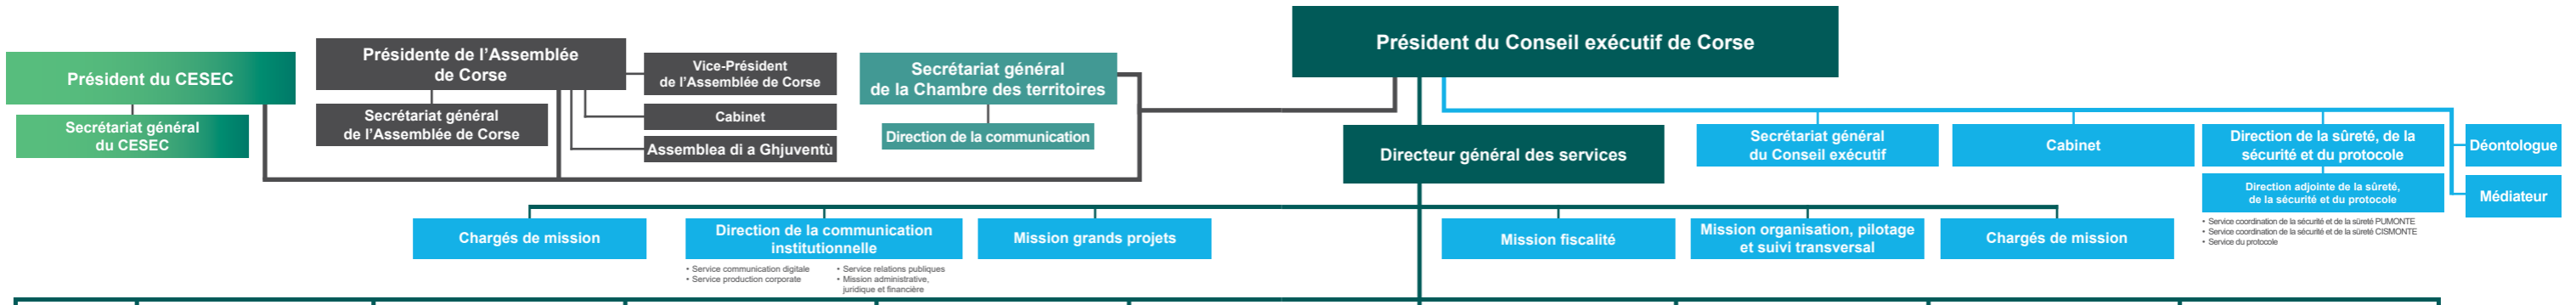 Président du CESEC
Secrétariat général
du CESEC
Présidente de l'Assemblée
de Corse
Secrétariat général
de l'Assemblée de Corse
Vice-Président
de l'Assemblée de Corse
Cabinet
Assemblea di a Ghjuventù
Secrétariat général
de la Chambre des territoires
Direction de la communication
Président du Conseil exécutif de Corse
Directeur général des services
Secrétariat général
du Conseil exécutif
Cabinet
Direction de la sûreté, de la
sécurité et du protocole
Direction adjointe de la sûreté,
de la sécurité et du protocole
• Service coordination de la sécurité et de la sûreté PUMONTE
• Service coordination de la sécurité et de la sûreté CISMONTE
• Service du protocole
Déontologue
Médiateur
Chargés de mission
Direction de la communication
institutionnelle
• Service communication digitale
• Service production corporate
• Service relations publiques
• Mission administrative,
juridique et financière
Mission grands projets
Mission fiscalité
Mission organisation, pilotage
et suivi transversal
Chargés de mission